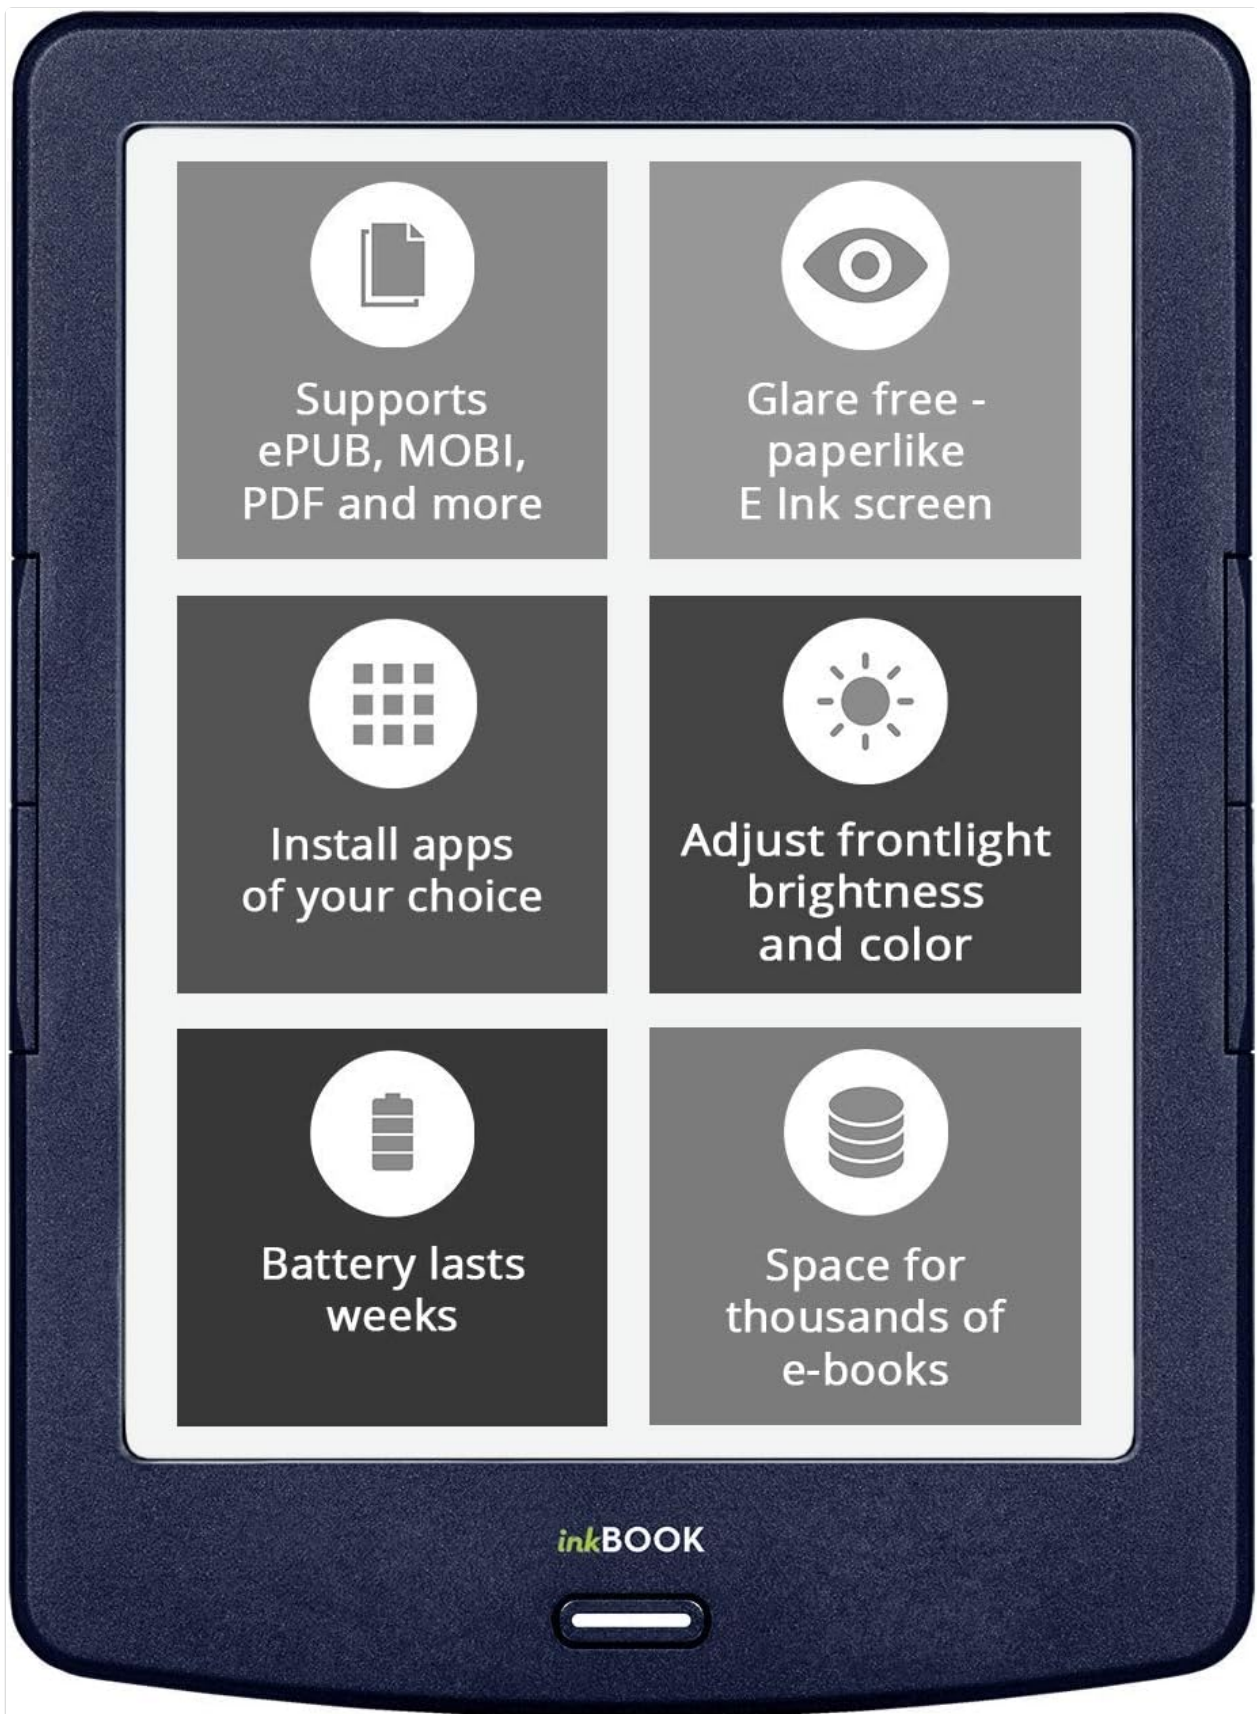 Supports
ePUB, MOBI,
PDF and more
Glare free -
paperlike
E Ink screen
Install apps
of your choice
Adjust frontlight
brightness
and color
Battery lasts
weeks
Space for
thousands of
e-books
inkBOOK